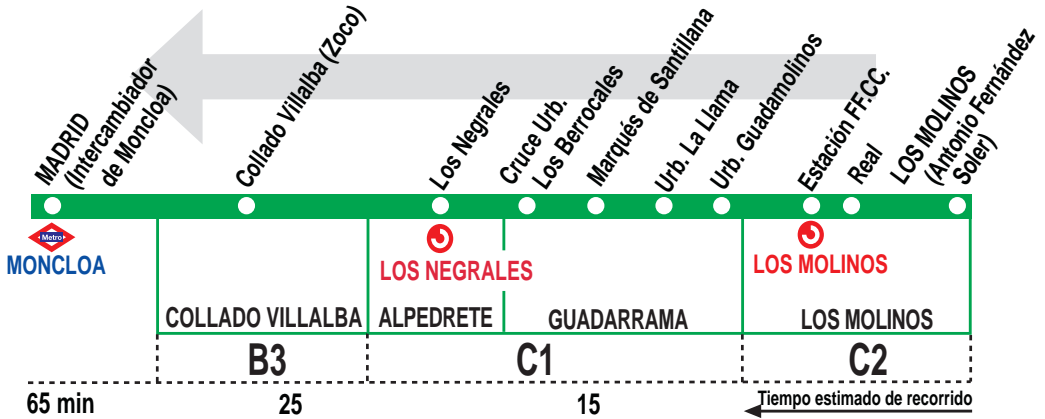 MADRID
(Intercambiador
de Moncloa)
Collado Villalba (Zoco)
Los Negrales
Cruce Urb.
Los Berrocales
Marqués de Santillana
Urb. La Llama
Urb. Guadamolinos
Estación FF.CC.
Real
LOS MOLINOS
(Antonio Fernández
Soler)
Metro
MONCLOA
LOS NEGRALES
LOS MOLINOS
COLLADO VILLALBA
ALPEDRETE
GUADARRAMA
LOS MOLINOS
B3
C1
C2
65 min
25
15
Tiempo estimado de recorrido